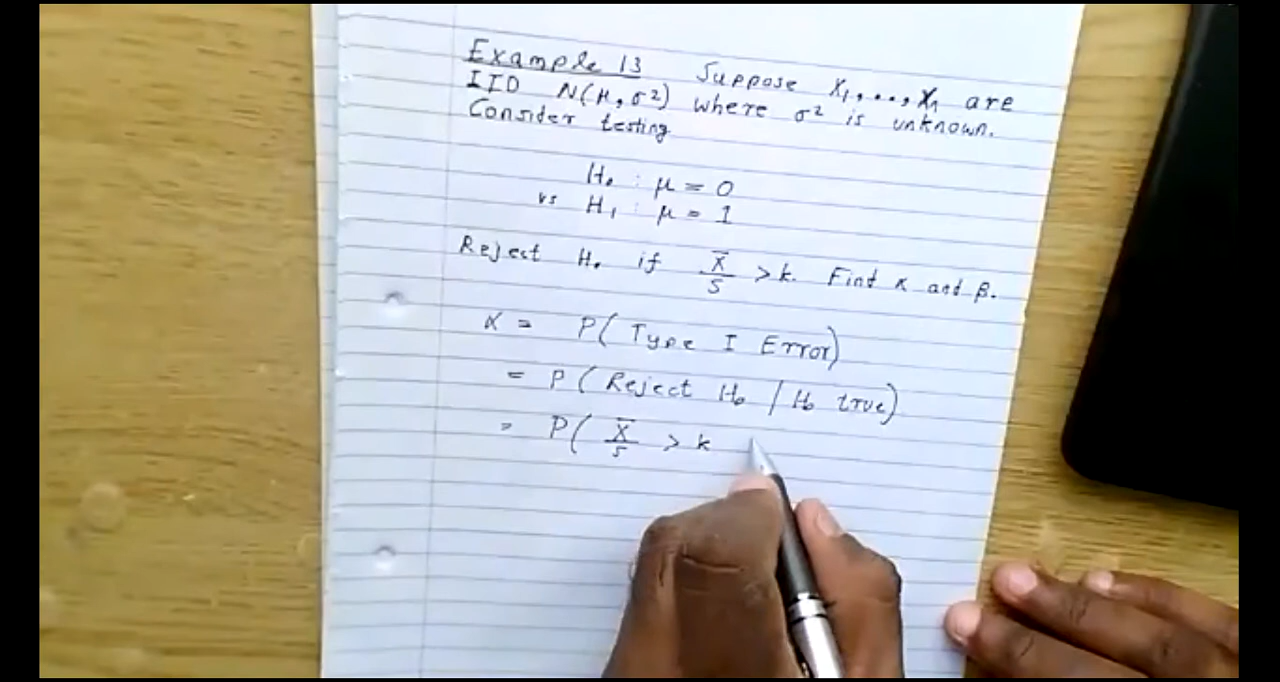 Example 13 Suppose X₁,..., Xₙ are
IID N(μ, σ²) where σ² is unknown.
Consider testing
H₀ : μ = 0
vs H₁ : μ = 1
Reject H₀ if X̄/S > k. Find α and β.
α = P( Type I Error)
= P ( Reject H₀ / H₀ true)
= P( X̄/S > k